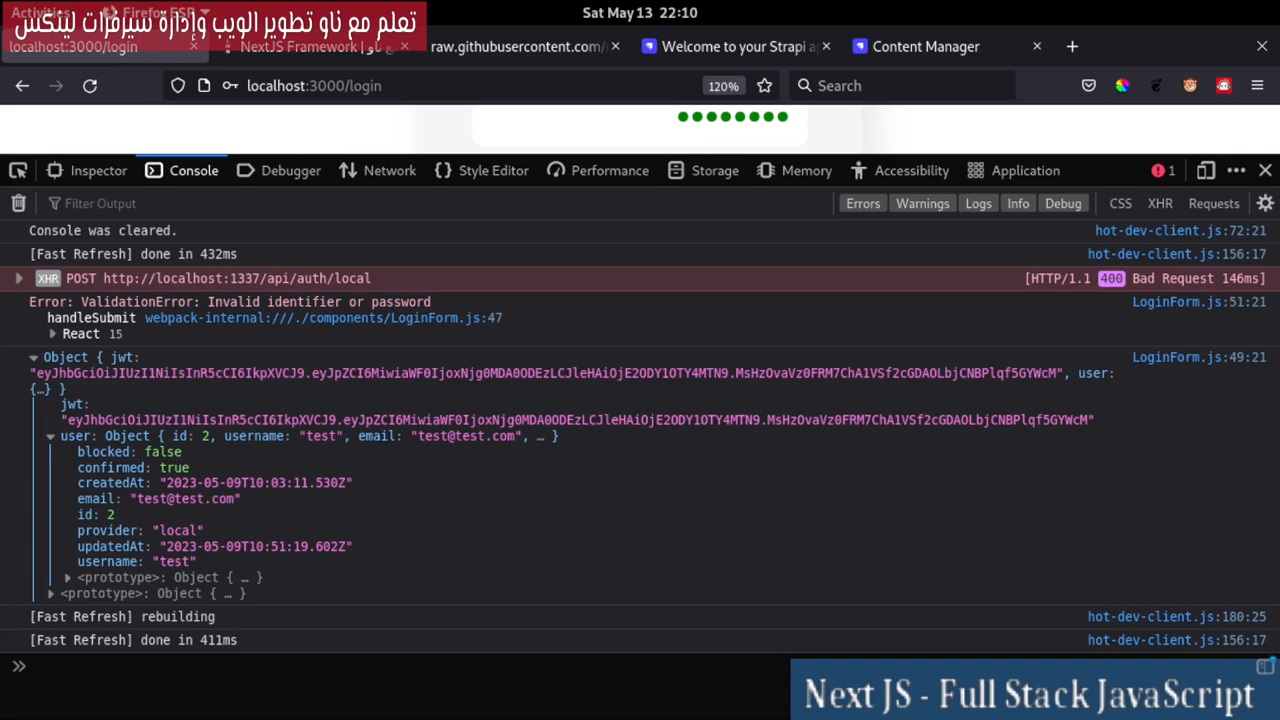 Activities
Firefox ESR
Sat May 13 22:10
تعلم مع ناو تطوير الويب وإدارة سيرفرات لينكس
localhost:3000/login
NextJS Framework |
raw.githubusercontent.com/
Welcome to your Strapi
Content Manager
localhost:3000/login
120%
Search
Inspector
Console
Debugger
Network
Style Editor
Performance
Storage
Memory
Accessibility
Application
1
Filter Output
Errors
Warnings
Logs
Info
Debug
CSS
XHR
Requests
Console was cleared. hot-dev-client.js:72:21
[Fast Refresh] done in 432ms hot-dev-client.js:156:17
XHR POST http://localhost:1337/api/auth/local [HTTP/1.1 400 Bad Request 146ms]
Error: ValidationError: Invalid identifier or password LoginForm.js:51:21
handleSubmit webpack-internal:///./components/LoginForm.js:47
React 15
Object { jwt: LoginForm.js:49:21
"eyJhbGciOiJIUzI1NiIsInR5cCI6IkpXVCJ9.eyJpZCI6MiwiaWF0IjoxNjg0MDA0ODEzLCJleHAiOjE2ODY1OTY4MTN9.MsHzOvaVz0FRM7ChA1VSf2cGDAOLbjCNBPlqf5GYWcM", user:
{…} }
jwt:
"eyJhbGciOiJIUzI1NiIsInR5cCI6IkpXVCJ9.eyJpZCI6MiwiaWF0IjoxNjg0MDA0ODEzLCJleHAiOjE2ODY1OTY4MTN9.MsHzOvaVz0FRM7ChA1VSf2cGDAOLbjCNBPlqf5GYWcM"
user: Object { id: 2, username: "test", email: "test@test.com", … }
blocked: false
confirmed: true
createdAt: "2023-05-09T10:03:11.530Z"
email: "test@test.com"
id: 2
provider: "local"
updatedAt: "2023-05-09T10:51:19.602Z"
username: "test"
<prototype>: Object { … }
<prototype>: Object { … }
[Fast Refresh] rebuilding hot-dev-client.js:180:25
[Fast Refresh] done in 411ms hot-dev-client.js:156:17
Next JS - Full Stack JavaScript